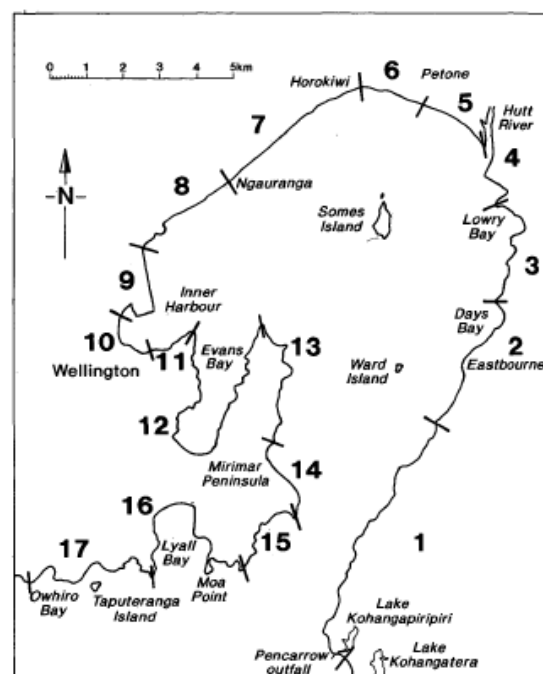 0 2 4 5km
6
Horokiwi
Petone
5
Hutt
River
7
4
8
Ngauranga
-N-
Somes
Island
Lowry
Bay
3
9
Inner
Harbour
Days
Bay
10
11
Evans
Bay
13
2
Wellington
Ward
Island
Eastbourne
12
Mirimar
Peninsula
14
16
Lyall
Bay
15
1
17
Moa
Point
Owhiro
Bay
Taputeranga
Island
Lake
Kohangapiripiri
Pencarrow
outfall
Lake
Kohangatera